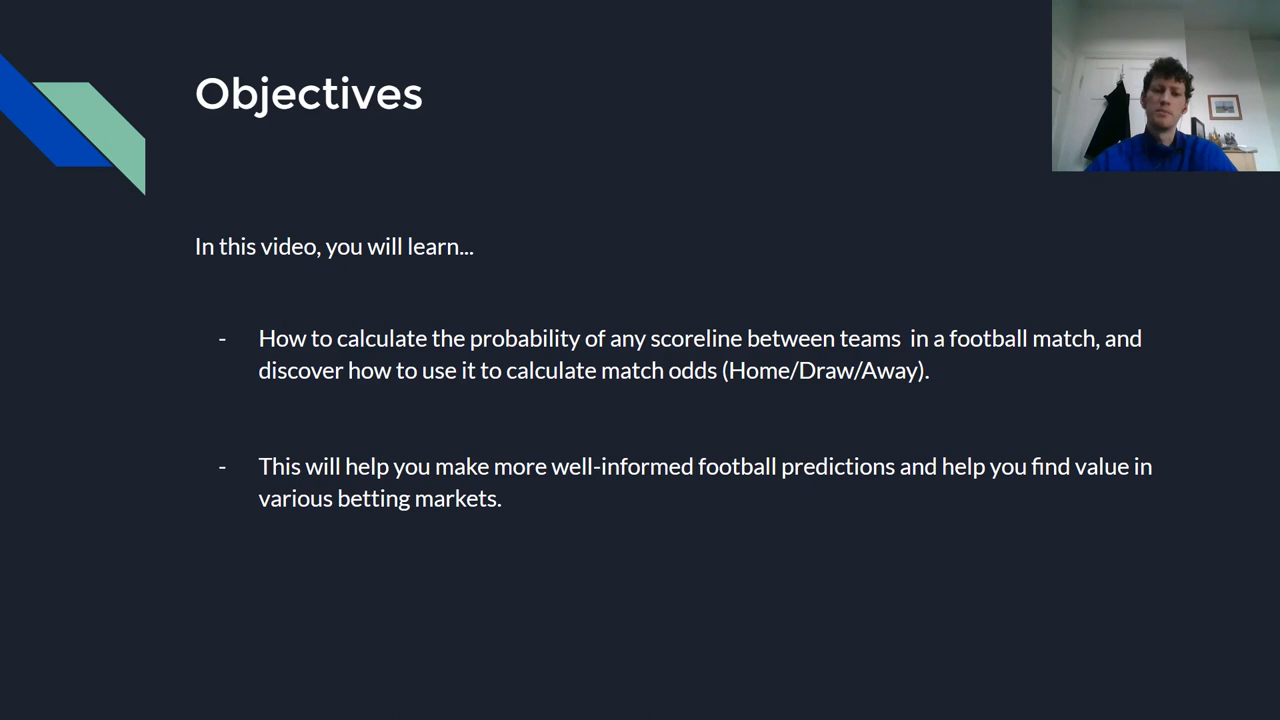 Objectives
In this video, you will learn...
- How to calculate the probability of any scoreline between teams  in a football match, and
discover how to use it to calculate match odds (Home/Draw/Away).
- This will help you make more well-informed football predictions and help you find value in
various betting markets.